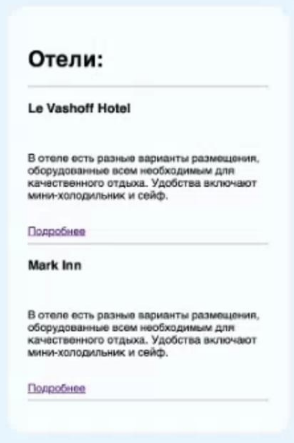 Отели:
Le Vashoff Hotel
В отеле есть разные варианты размещения,
оборудованные всем необходимым для
качественного отдыха. Удобства включают
мини-холодильник и сейф.
Подробнее
Mark Inn
В отеле есть разные варианты размещения,
оборудованные всем необходимым для
качественного отдыха. Удобства включают
мини-холодильник и сейф.
Подробнее